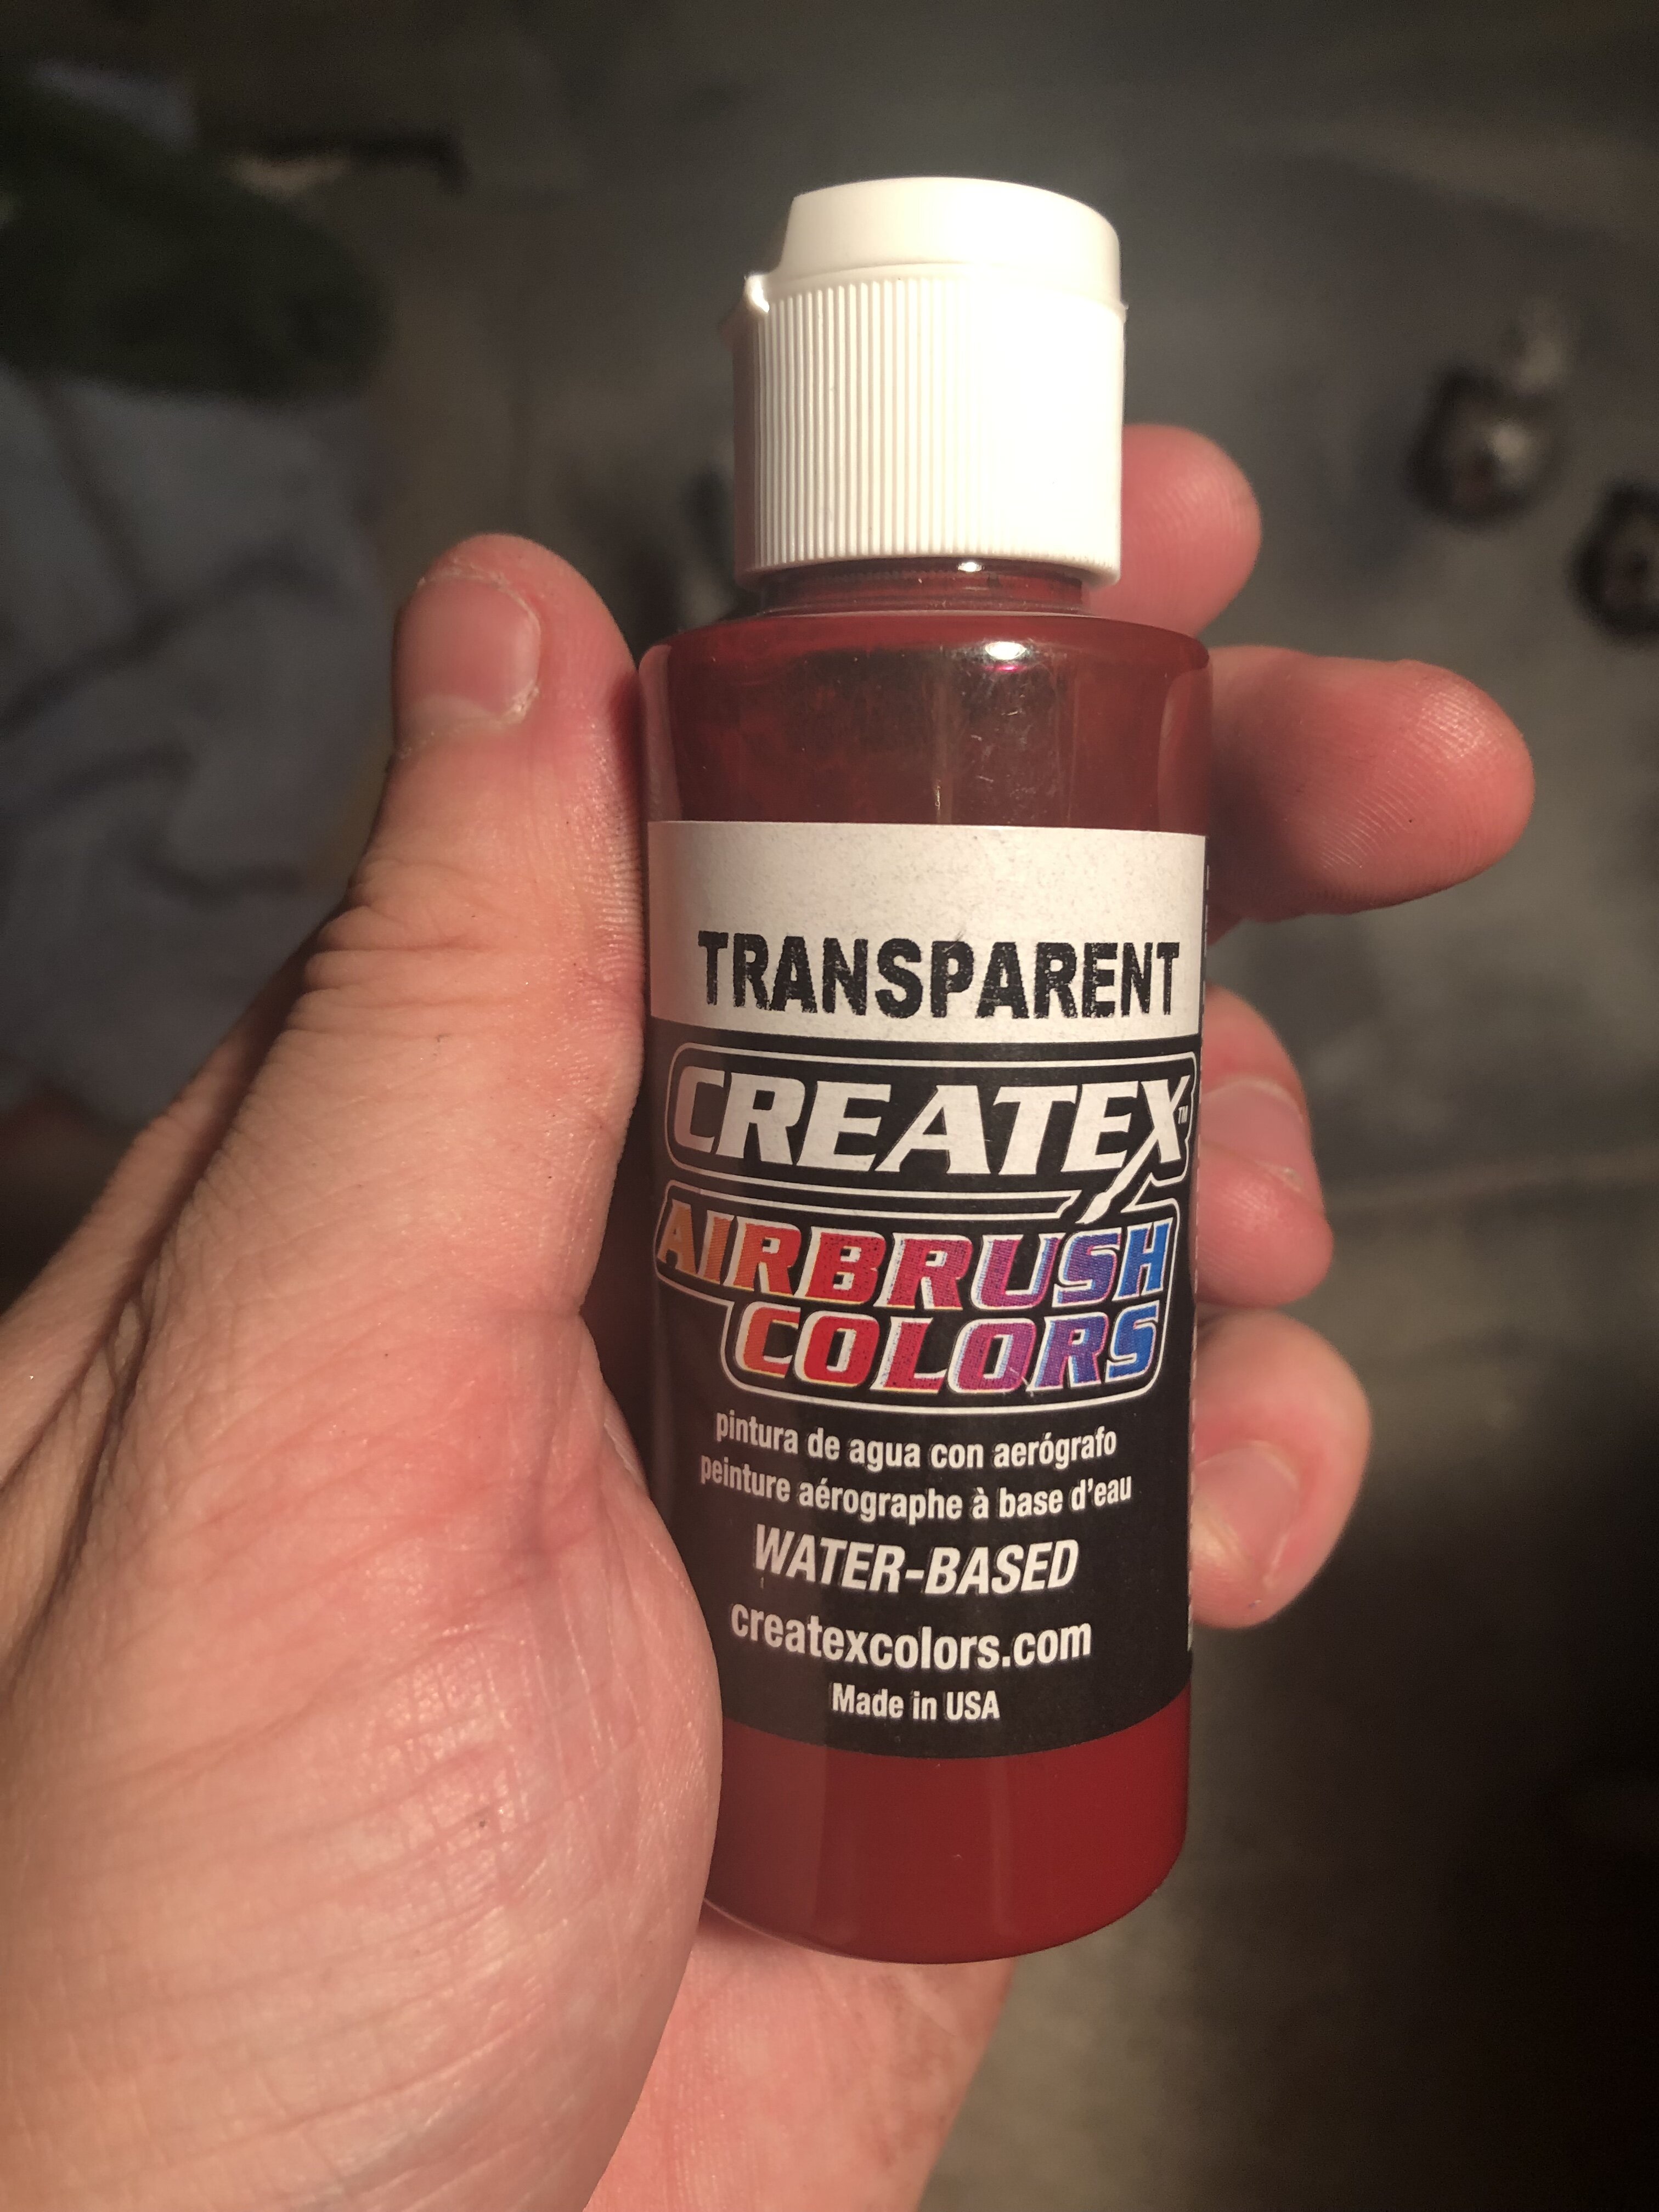 TRANSPARENT
CREATEX™
AIRBRUSH
COLORS
pintura de agua con aerógrafo
peinture aérographe à base d'eau
WATER-BASED
createxcolors.com
Made in USA